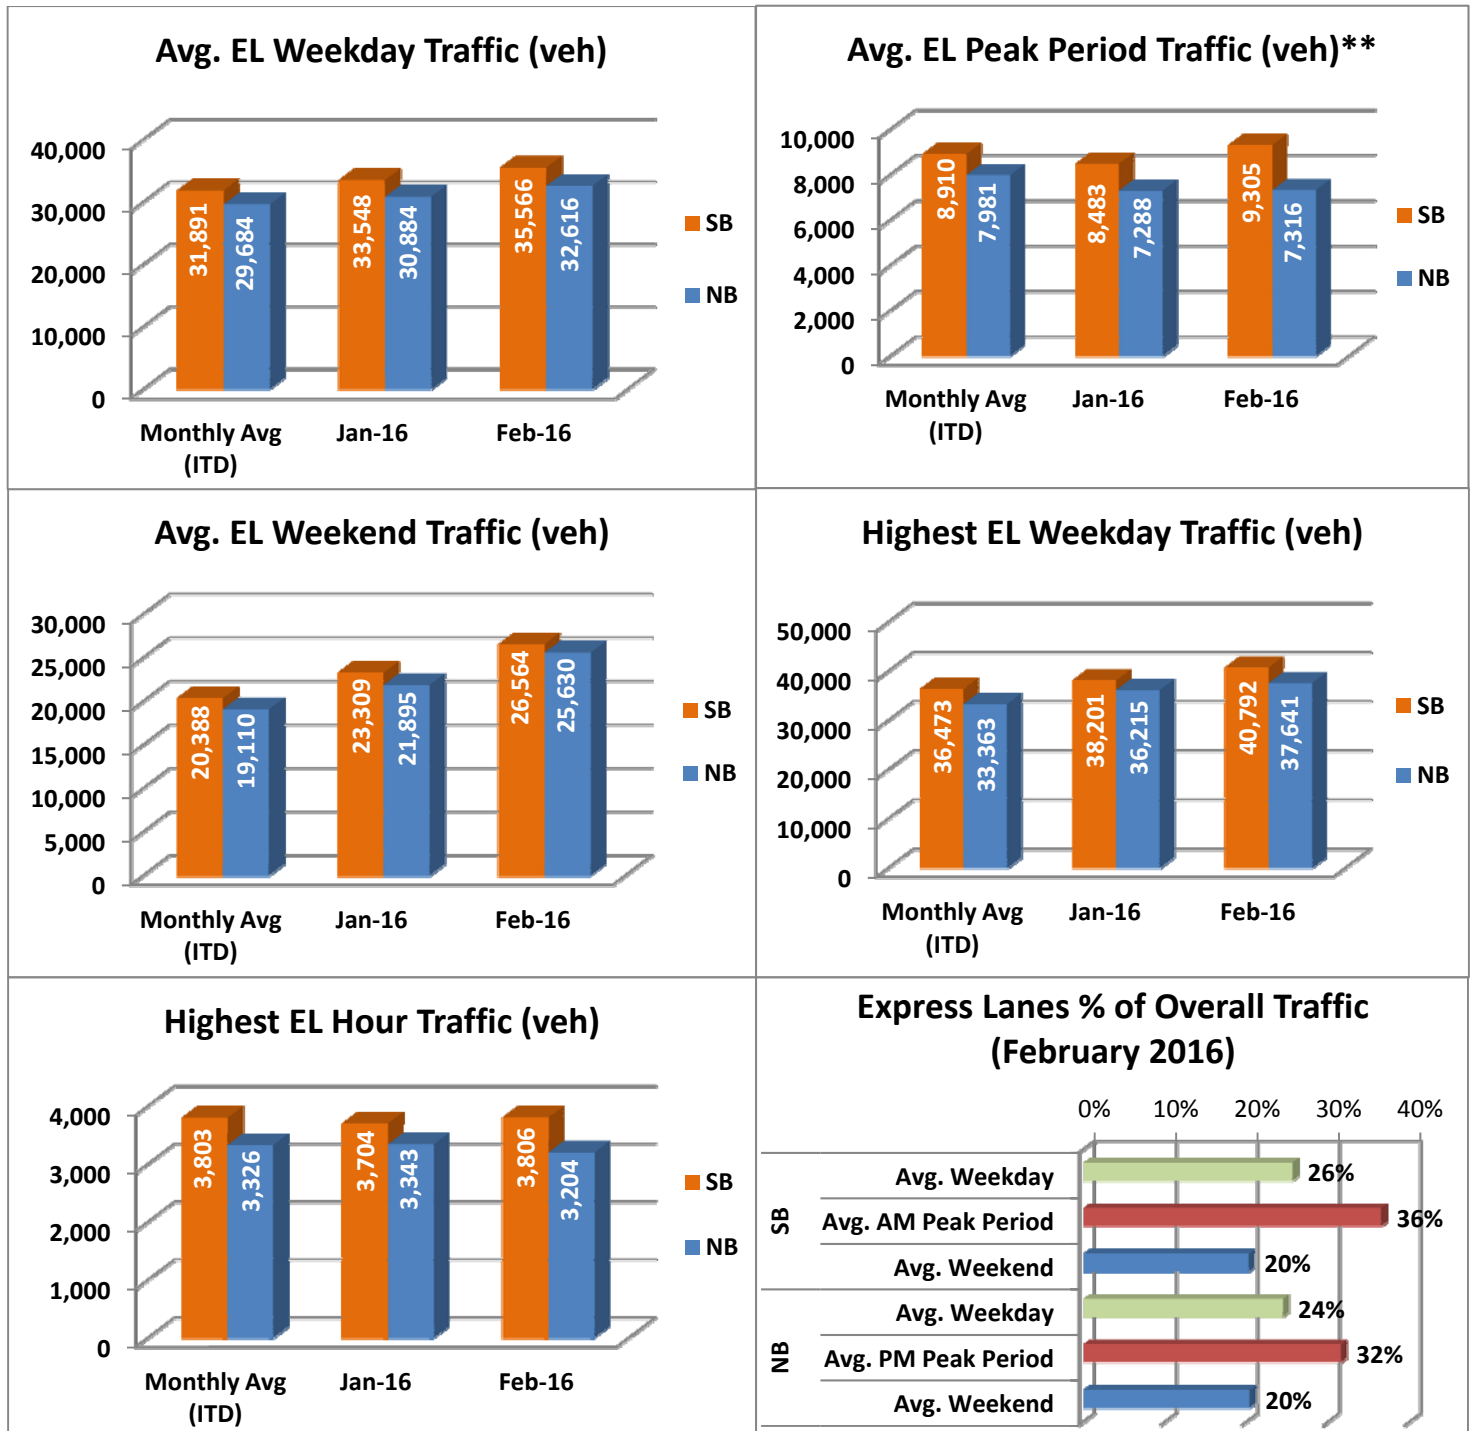 Avg. EL Weekday Traffic (veh)
40,000
30,000
20,000
10,000
0
31,891
29,684
33,548
30,884
35,566
32,616
SB
NB
Monthly Avg
(ITD)
Jan-16
Feb-16
Avg. EL Peak Period Traffic (veh)**
10,000
8,000
6,000
4,000
2,000
0
8,910
7,981
8,483
7,288
9,305
7,316
SB
NB
Monthly Avg
(ITD)
Jan-16
Feb-16
Avg. EL Weekend Traffic (veh)
30,000
25,000
20,000
15,000
10,000
5,000
0
20,388
19,110
23,309
21,895
26,564
25,630
SB
NB
Monthly Avg
(ITD)
Jan-16
Feb-16
Highest EL Weekday Traffic (veh)
50,000
40,000
30,000
20,000
10,000
0
36,473
33,363
38,201
36,215
40,792
37,641
SB
NB
Monthly Avg
(ITD)
Jan-16
Feb-16
Highest EL Hour Traffic (veh)
4,000
3,000
2,000
1,000
0
3,803
3,326
3,704
3,343
3,806
3,204
SB
NB
Monthly Avg
(ITD)
Jan-16
Feb-16
Express Lanes % of Overall Traffic
(February 2016)
0% 10% 20% 30% 40%
SB
Avg. Weekday 26%
Avg. AM Peak Period 36%
Avg. Weekend 20%
NB
Avg. Weekday 24%
Avg. PM Peak Period 32%
Avg. Weekend 20%